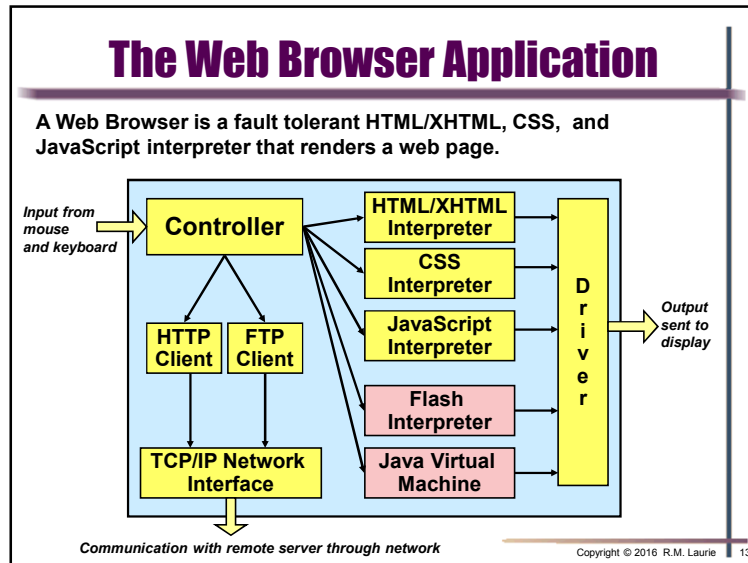 The Web Browser Application
A Web Browser is a fault tolerant HTML/XHTML, CSS, and
JavaScript interpreter that renders a web page.
Input from
mouse
and keyboard
Controller
HTML/XHTML
Interpreter
CSS
Interpreter
JavaScript
Interpreter
Flash
Interpreter
Java Virtual
Machine
HTTP
Client
FTP
Client
TCP/IP Network
Interface
D
r
i
v
e
r
Output
sent to
display
Communication with remote server through network
Copyright © 2016 R.M. Laurie 13